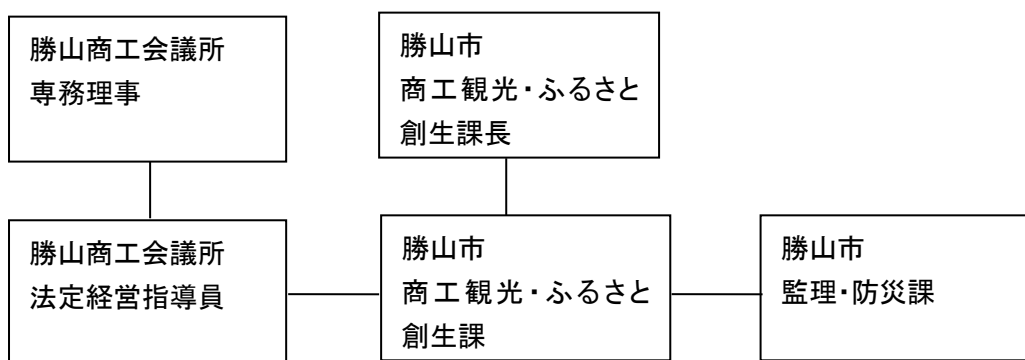 勝山商工会議所
専務理事
勝山市
商工観光・ふるさと
創生課長
勝山商工会議所
法定経営指導員
勝山市
商工観光・ふるさと
創生課
勝山市
監理・防災課